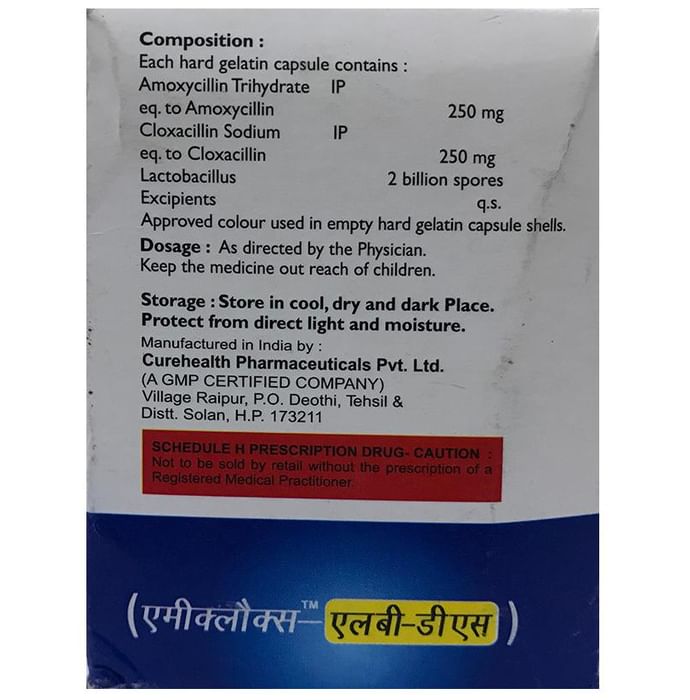 Composition :
Each hard gelatin capsule contains :
Amoxycillin Trihydrate IP
eq. to Amoxycillin 250 mg
Cloxacillin Sodium IP
eq. to Cloxacillin 250 mg
Lactobacillus 2 billion spores
Excipients q.s.
Approved colour used in empty hard gelatin capsule shells.
Dosage : As directed by the Physician.
Keep the medicine out reach of children.
Storage : Store in cool, dry and dark Place.
Protect from direct light and moisture.
Manufactured in India by :
Curehealth Pharmaceuticals Pvt. Ltd.
(A GMP CERTIFIED COMPANY)
Village Raipur, P.O. Deothi, Tehsil &
Distt. Solan, H.P. 173211
SCHEDULE H PRESCRIPTION DRUG- CAUTION :
Not to be sold by retail without the prescription of a
Registered Medical Practitioner.
(एमीक्लौक्स™–एलबी-डीएस)